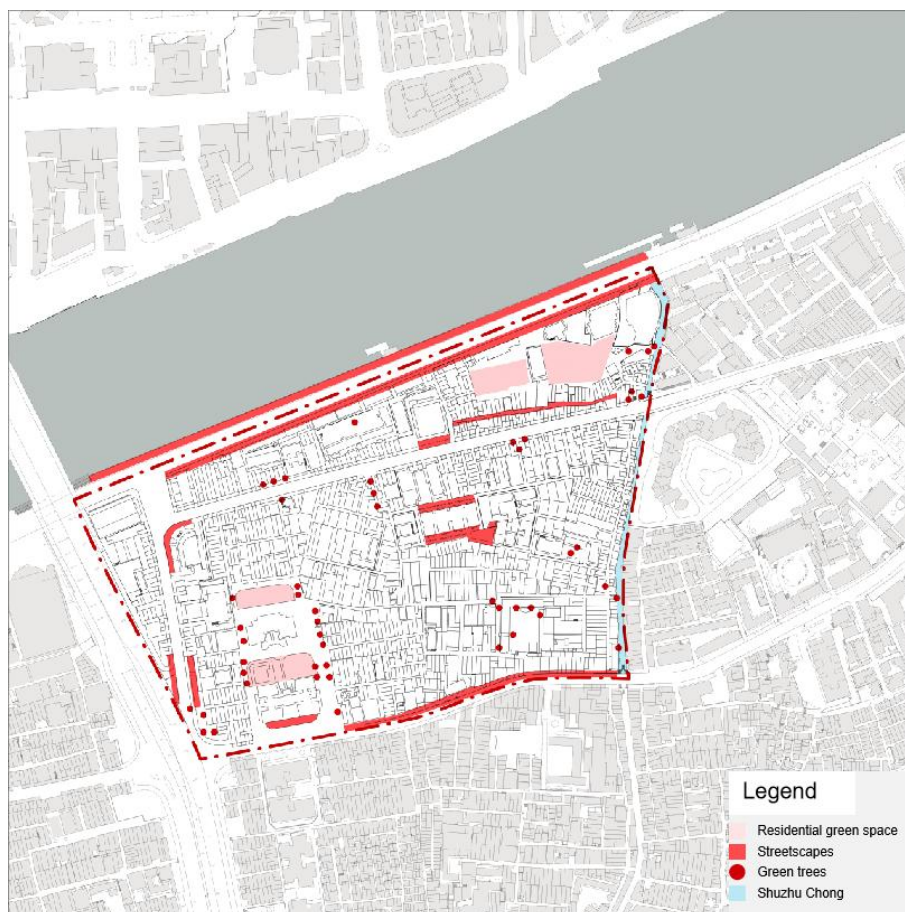 Legend
Residential green space
Streetscapes
Green trees
Shuzhu Chong